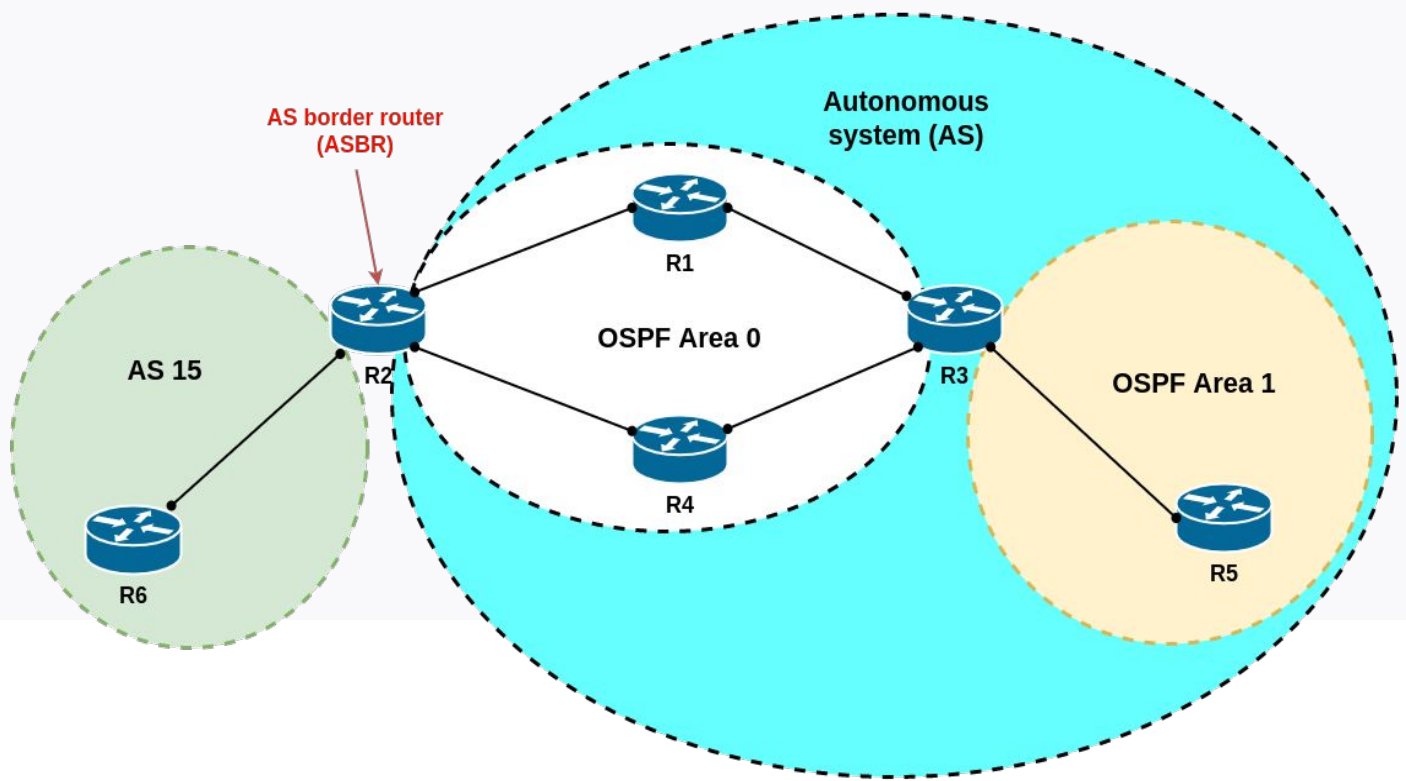 Autonomous
system (AS)
AS border router
(ASBR)
R1
OSPF Area 0
AS 15
R2
R3
OSPF Area 1
R4
R5
R6